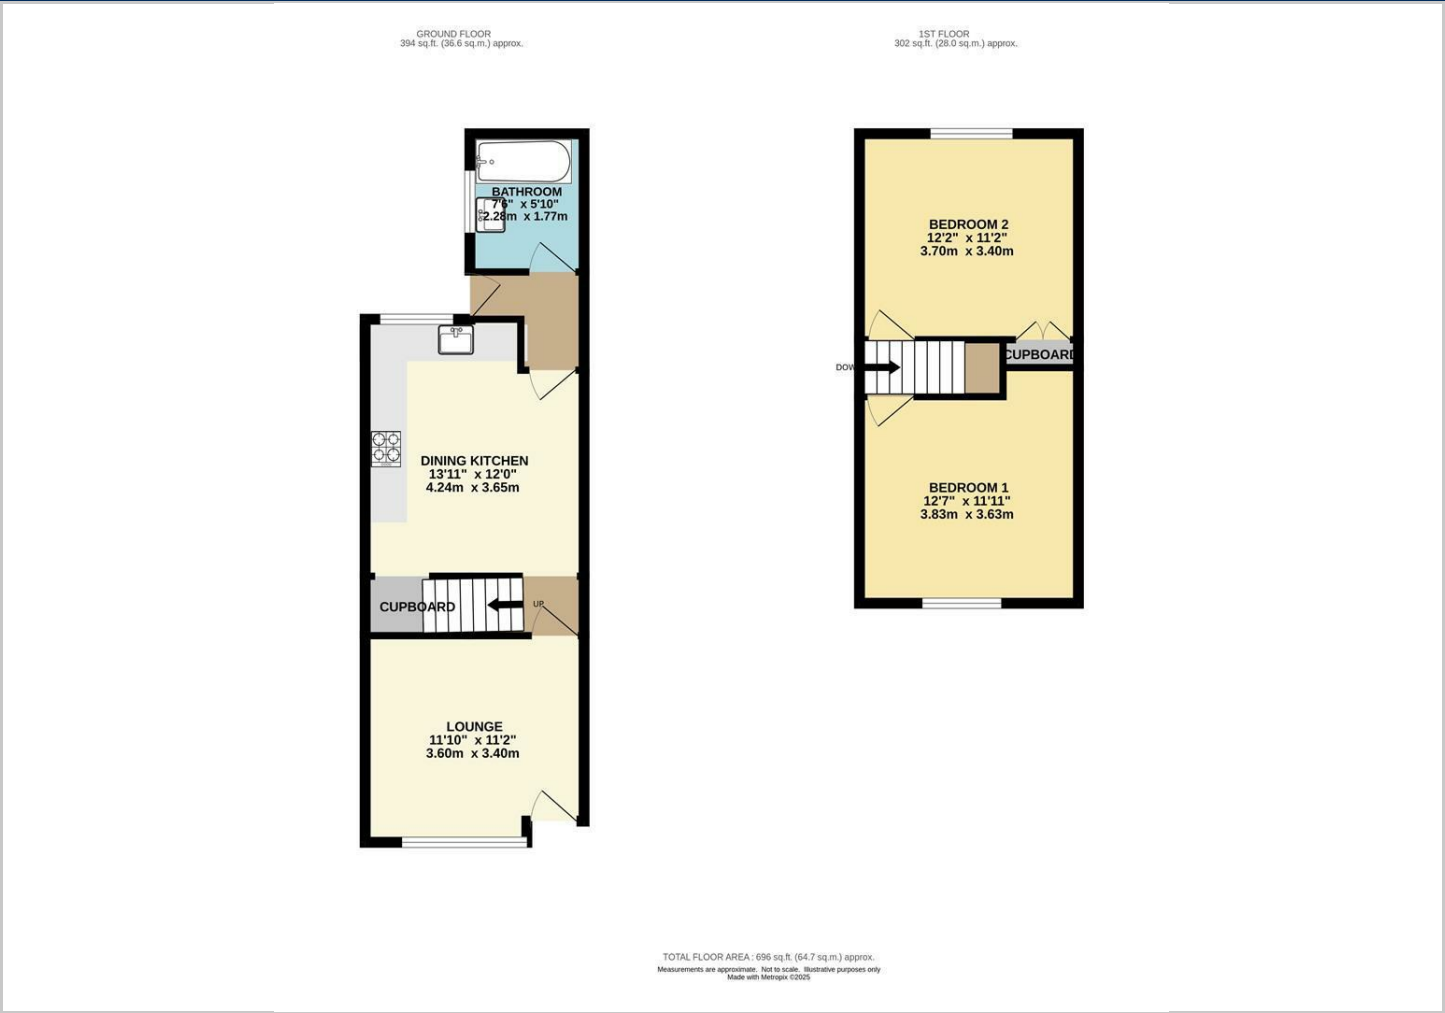 GROUND FLOOR
394 sq.ft. (36.6 sq.m.) approx.
1ST FLOOR
302 sq.ft. (28.0 sq.m.) approx.
BATHROOM
7'6" x 5'10"
2.28m x 1.77m
DINING KITCHEN
13'11" x 12'0"
4.24m x 3.65m
CUPBOARD
UP
LOUNGE
11'10" x 11'2"
3.60m x 3.40m
BEDROOM 2
12'2" x 11'2"
3.70m x 3.40m
CUPBOARD
DOW
BEDROOM 1
12'7" x 11'11"
3.83m x 3.63m
TOTAL FLOOR AREA : 696 sq.ft. (64.7 sq.m.) approx.
Measurements are approximate. Not to scale. Illustrative purposes only
Made with Metropix ©2025